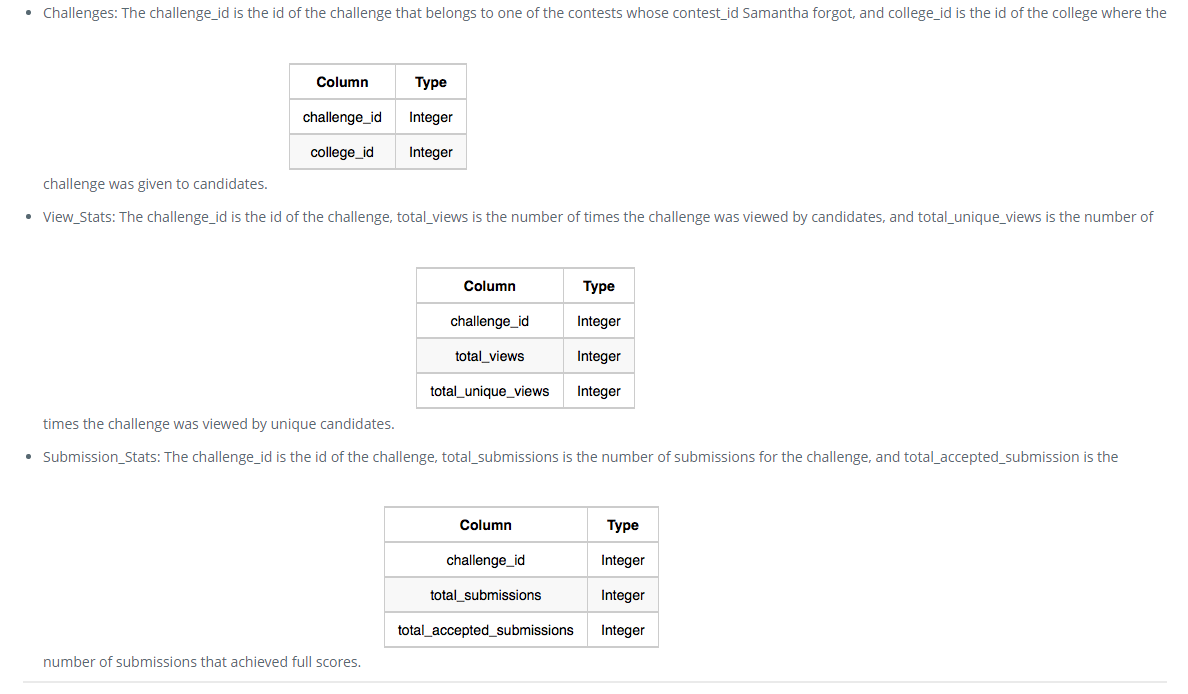 Challenges: The challenge_id is the id of the challenge that belongs to one of the contests whose contest_id Samantha forgot, and college_id is the id of the college where the
Column Type
challenge_id Integer
college_id Integer
challenge was given to candidates.
View_Stats: The challenge_id is the id of the challenge, total_views is the number of times the challenge was viewed by candidates, and total_unique_views is the number of
Column Type
challenge_id Integer
total_views Integer
total_unique_views Integer
times the challenge was viewed by unique candidates.
Submission_Stats: The challenge_id is the id of the challenge, total_submissions is the number of submissions for the challenge, and total_accepted_submission is the
Column Type
challenge_id Integer
total_submissions Integer
total_accepted_submissions Integer
number of submissions that achieved full scores.